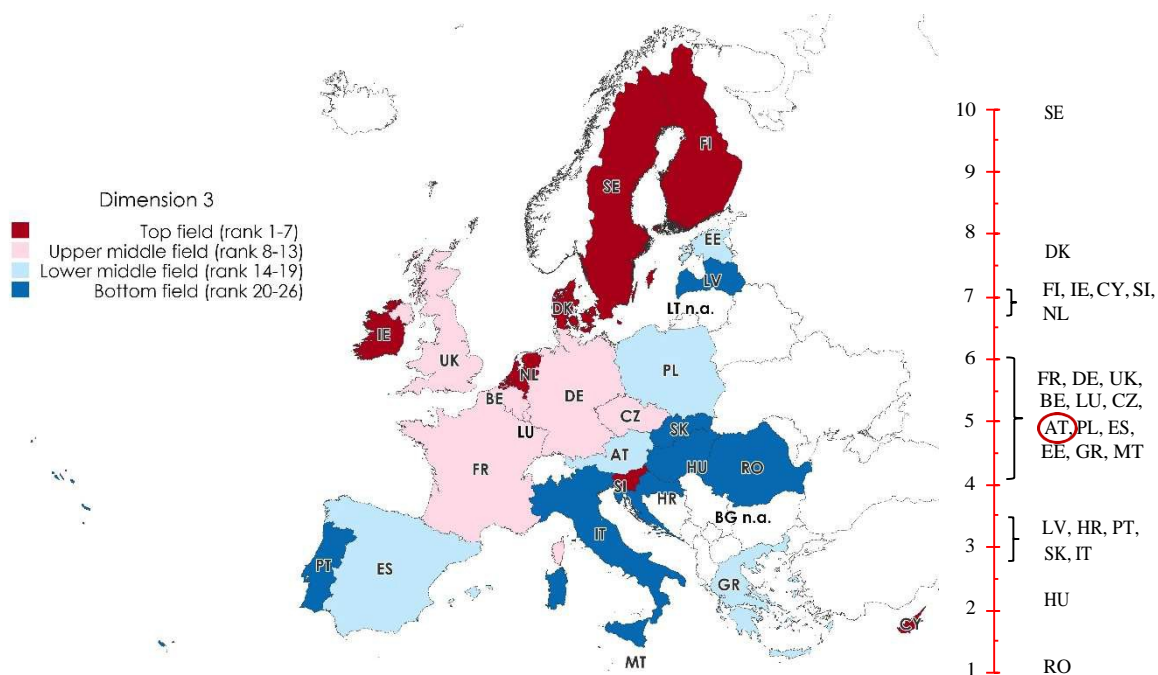 Dimension 3
Top field (rank 1-7)
Upper middle field (rank 8-13)
Lower middle field (rank 14-19)
Bottom field (rank 20-26)
FI
SE
EE
LV
LT n.a.
DK
IE
UK
NL
BE
DE
PL
LU
CZ
SK
FR
AT
HU
RO
SI
HR
BG n.a.
IT
PT
ES
GR
CY
MT
10
9
8
7
6
5
4
3
2
1
SE
DK
FI, IE, CY, SI,
NL
FR, DE, UK,
BE, LU, CZ,
AT, PL, ES,
EE, GR, MT
LV, HR, PT,
SK, IT
HU
RO